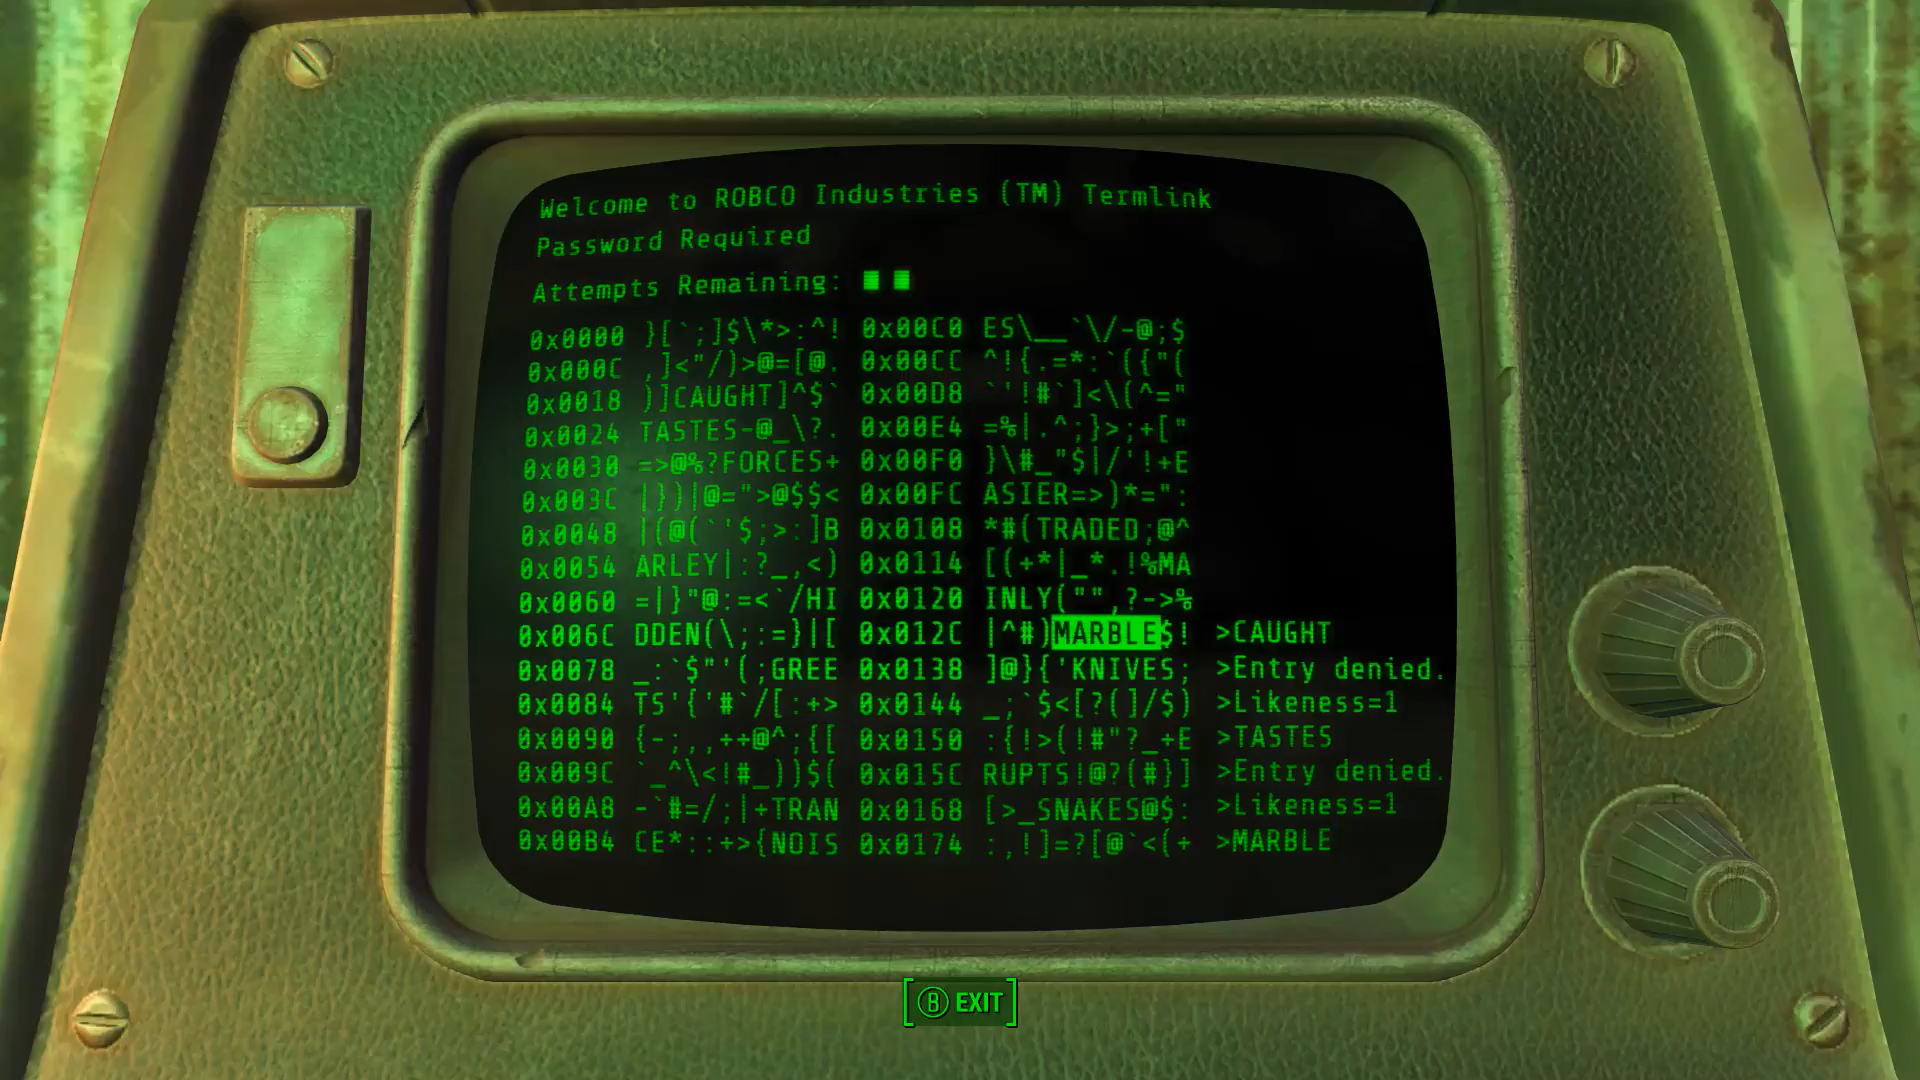 Welcome to ROBCO Industries (TM) Termlink
Password Required
Attempts Remaining: ■ ■
0x0000 }[`;]$\*>:^! 0x00C0 ES\__`\/-@;$
0x000C ,]<"/)>@=[@. 0x00CC ^!{.=*:`({"(
0x0018 )]CAUGHT]^$` 0x00D8 `'!#`]<\(^="
0x0024 TASTES-@_\?. 0x00E4 =%|.^;}>;+["
0x0030 =>@%?FORCES+ 0x00F0 }\#_"$|/'!+E
0x003C |})|@=">@$$< 0x00FC ASIER=>)*=":
0x0048 |(@(`'$;>:]B 0x0108 *#(TRADED;@^
0x0054 ARLEY|:?_,<) 0x0114 [(+*|_*.!%MA
0x0060 =|}"@:=<`/HI 0x0120 INLY("",?->%
0x006C DDEN(\;:=}|[ 0x012C |^#)MARBLE$! >CAUGHT
0x0078 _:`$"'(;GREE 0x0138 ]@}{'KNIVES; >Entry denied.
0x0084 TS'{'#`/[:+> 0x0144 _;`$<[?(]/$) >Likeness=1
0x0090 {-;,,++@^;{[ 0x0150 :{!>(!#"?_+E >TASTES
0x009C `_^\<!#_))$( 0x015C RUPTS!@?(#}] >Entry denied.
0x00A8 -`#=/;|+TRAN 0x0168 [>_SNAKES@$: >Likeness=1
0x00B4 CE*::+>{NOIS 0x0174 :,!]=?[@`<(+ >MARBLE
[Ⓑ EXIT]